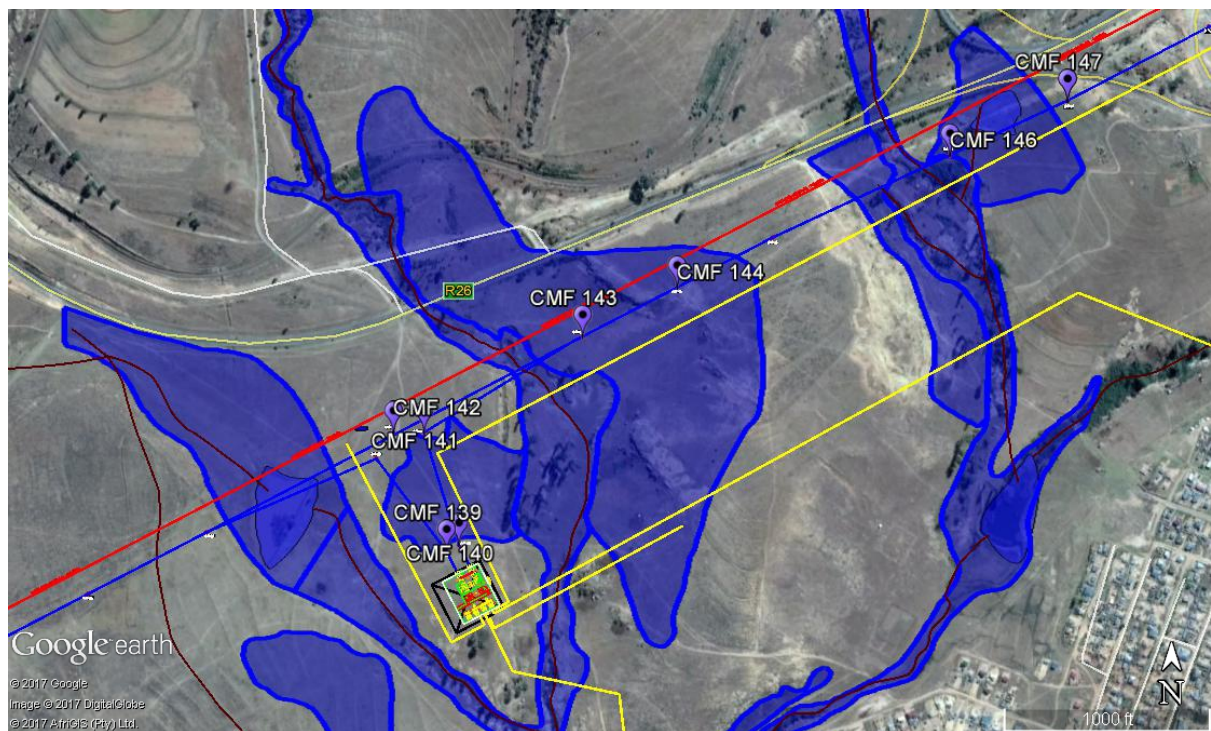 CMF 147
CMF 146
CMF 144
R26
CMF 143
CMF 142
CMF 141
CMF 139
CMF 140
Google earth
© 2017 Google
Image © 2017 DigitalGlobe
© 2017 AfriGIS (Pty) Ltd.
N
1000 ft